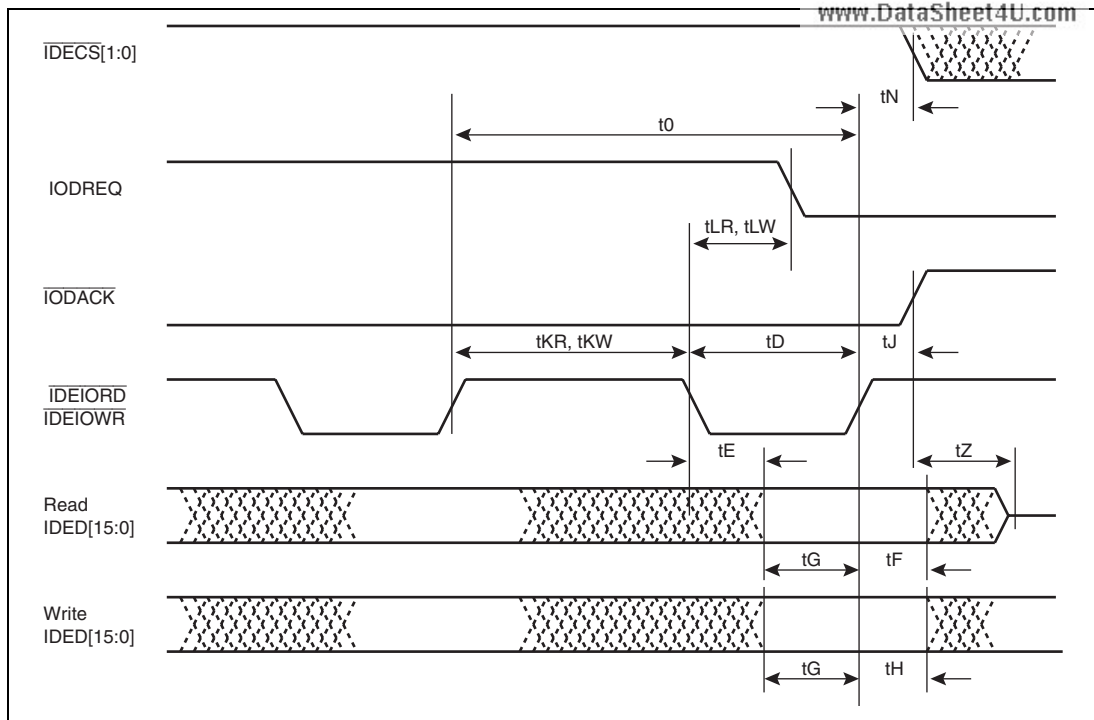 www.DataSheet4U.com
IDECS[1:0]
tN
t0
IODREQ
tLR, tLW
IODACK
tKR, tKW
tD
tJ
IDEIORD
IDEIOWR
tE
tZ
Read
IDED[15:0]
tG
tF
Write
IDED[15:0]
tG
tH